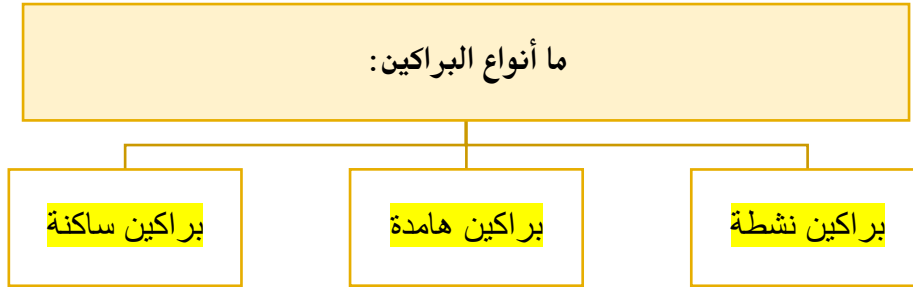 ما أنواع البراكين:
براكين نشطة
براكين هامدة
براكين ساكنة